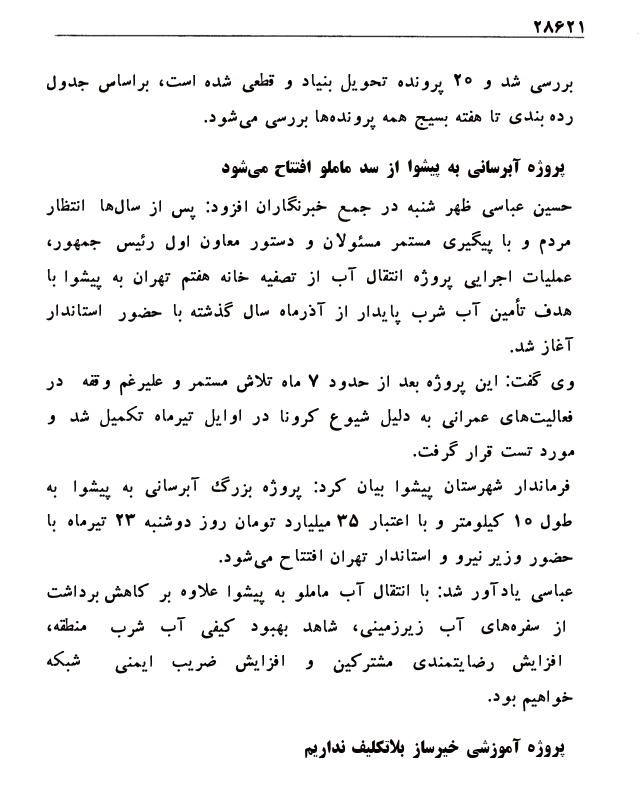 ۲۸۶۲۱
بررسی شد و ۲۰ پرونده تحویل بنیاد و قطعی شده است، براساس جدول
رده بندی تا هفته بسیج همه پرونده‌ها بررسی می‌شود.
پروژه آبرسانی به پیشوا از سد ماملو افتتاح می‌شود
حسین عباسی ظهر شنبه در جمع خبرنگاران افزود: پس از سال‌ها انتظار
مردم و با پیگیری مستمر مسئولان و دستور معاون اول رئیس جمهور،
عملیات اجرایی پروژه انتقال آب از تصفیه خانه هفتم تهران به پیشوا با
هدف تأمین آب شرب پایدار از آذرماه سال گذشته با حضور استاندار
آغاز شد.
وی گفت: این پروژه بعد از حدود ۷ ماه تلاش مستمر و علیرغم وقفه در
فعالیت‌های عمرانی به دلیل شیوع کرونا در اوایل تیرماه تکمیل شد و
مورد تست قرار گرفت.
فرماندار شهرستان پیشوا بیان کرد: پروژه بزرگ آبرسانی به پیشوا به
طول ۱۰ کیلومتر و با اعتبار ۳۵ میلیارد تومان روز دوشنبه ۲۳ تیرماه با
حضور وزیر نیرو و استاندار تهران افتتاح می‌شود.
عباسی یادآور شد: با انتقال آب ماملو به پیشوا علاوه بر کاهش برداشت
از سفره‌های آب زیرزمینی، شاهد بهبود کیفی آب شرب منطقه،
افزایش رضایتمندی مشترکین و افزایش ضریب ایمنی شبکه
خواهیم بود.
پروژه آموزشی خیرساز بلاتکلیف نداریم